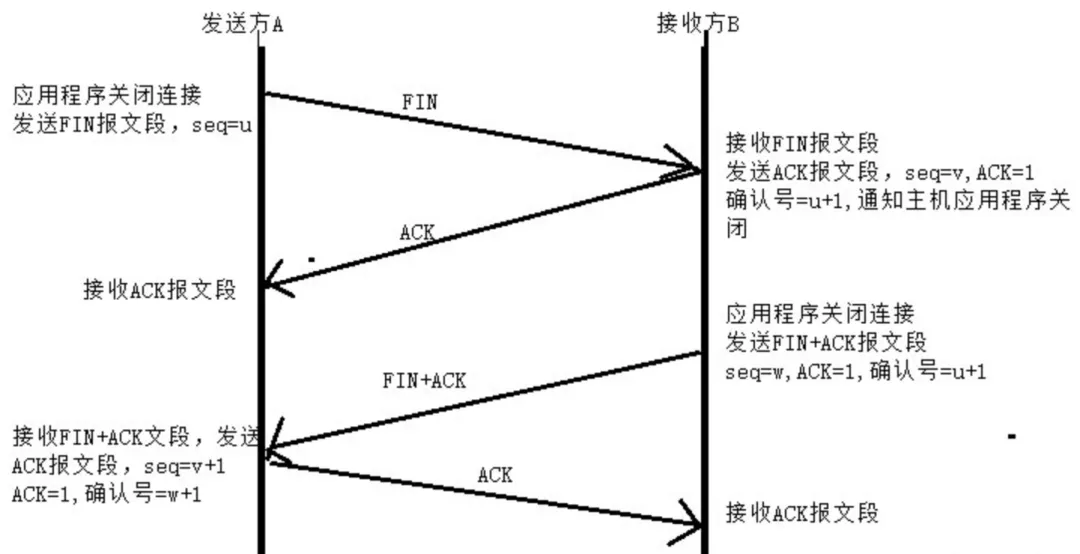 发送方A
接收方B
应用程序关闭连接
发送FIN报文段，seq=u
FIN
接收FIN报文段
发送ACK报文段，seq=v,ACK=1
确认号=u+1,通知主机应用程序关
闭
ACK
接收ACK报文段
应用程序关闭连接
发送FIN+ACK报文段
seq=w,ACK=1,确认号=u+1
FIN+ACK
接收FIN+ACK文段，发送
ACK报文段，seq=v+1
ACK=1,确认号=w+1
ACK
接收ACK报文段